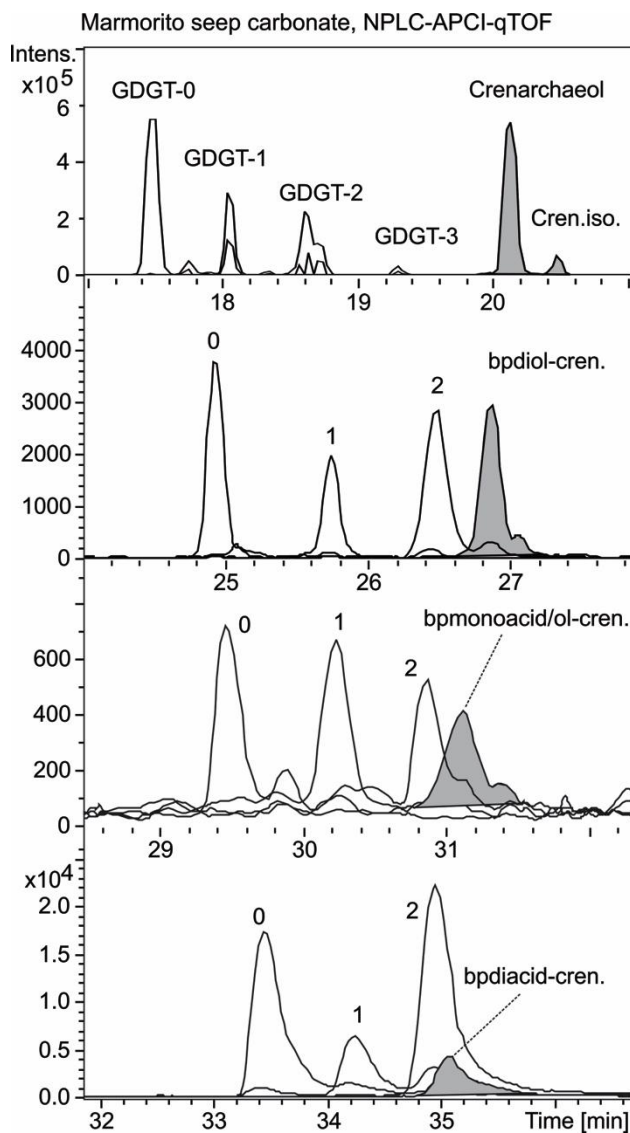 Marmorito seep carbonate, NPLC-APCI-qTOF
Intens.
x10⁵
GDGT-0
Crenarchaeol
GDGT-1
GDGT-2
Cren.iso.
GDGT-3
6
4
2
0
18 19 20
0
bpdiol-cren.
2
1
4000
3000
2000
1000
0
25 26 27
bpmonoacid/ol-cren.
0
1
2
600
400
200
0
29 30 31
x10⁴
0
2
bpdiacid-cren.
1
2.0
1.5
1.0
0.5
0.0
32 33 34 35 Time [min]